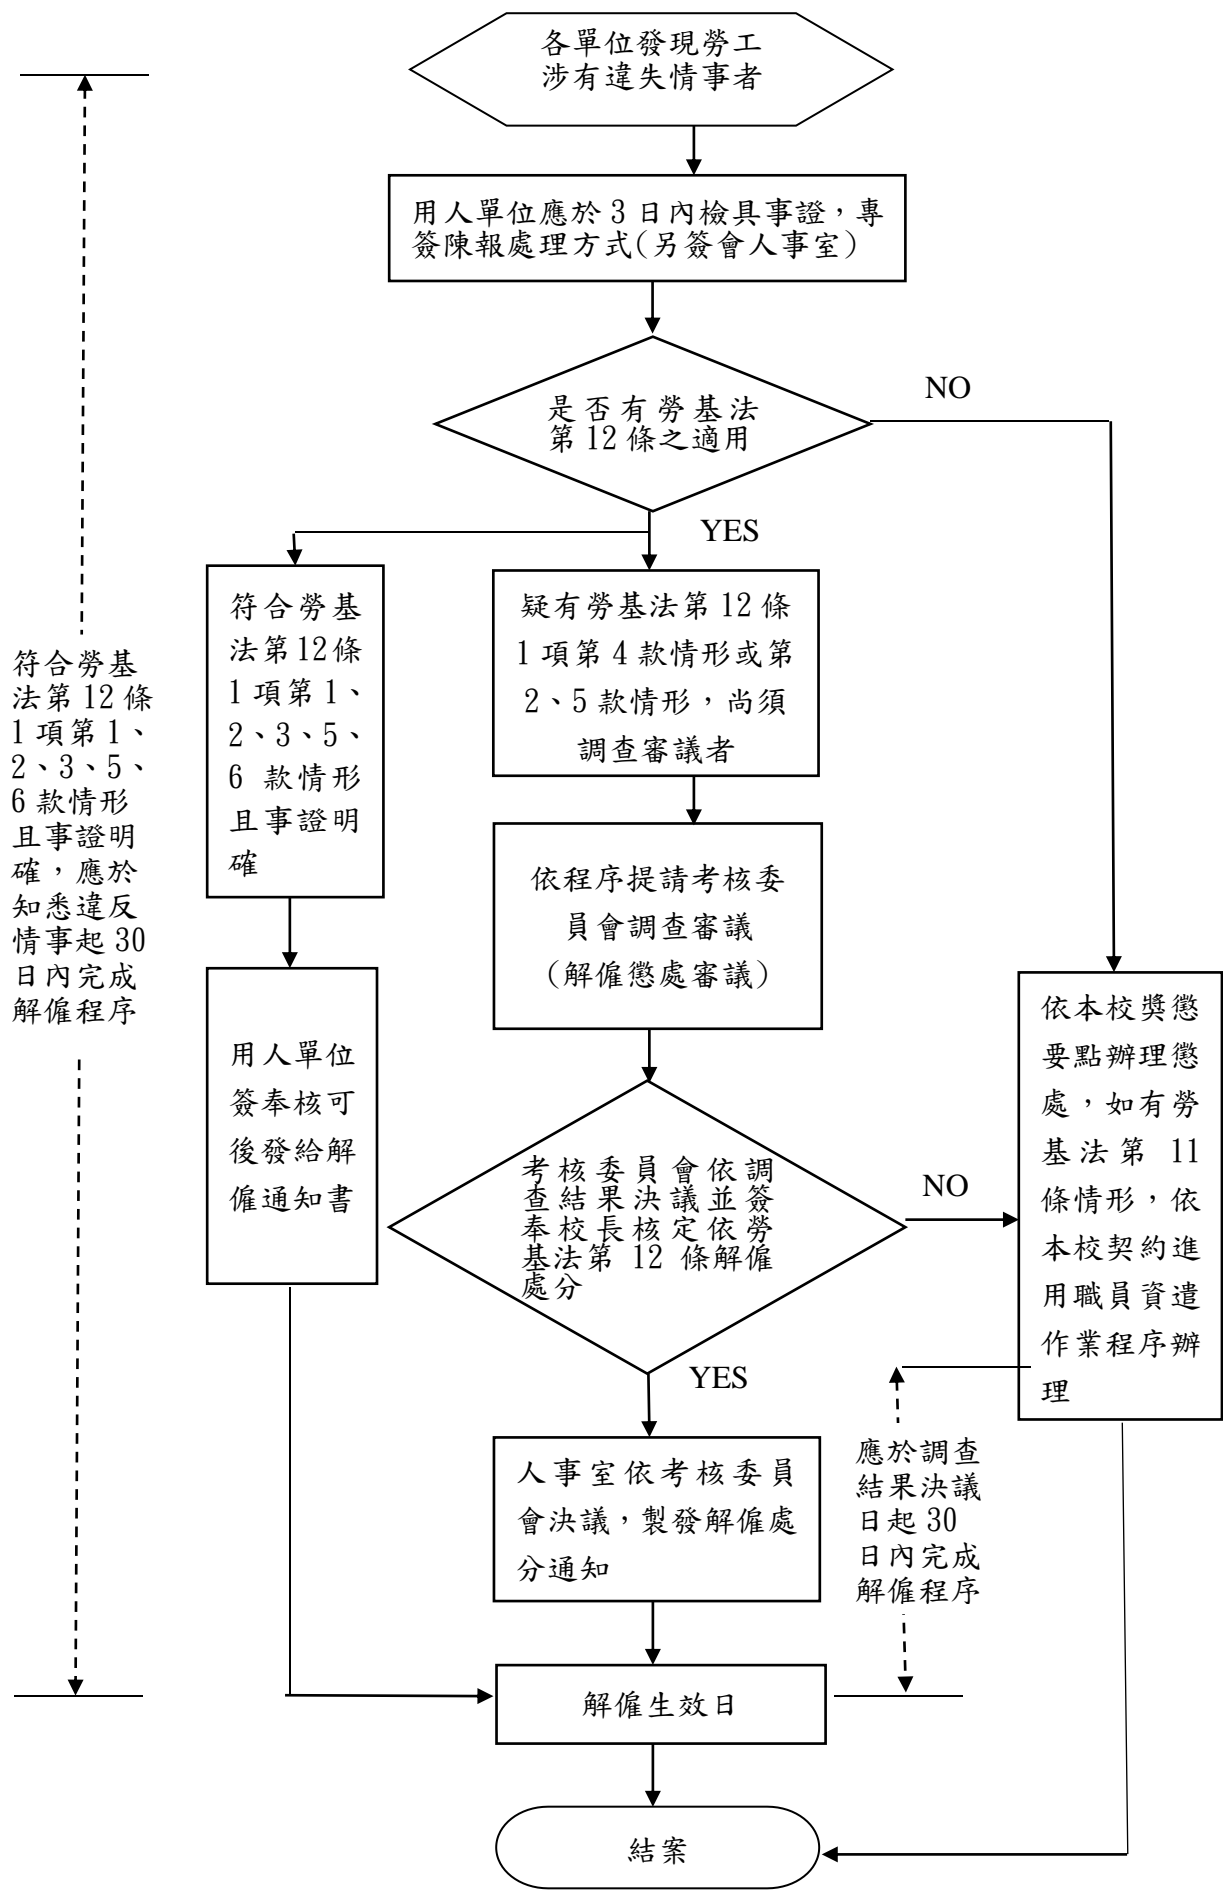 各單位發現勞工
涉有違失情事者
用人單位應於3日內檢具事證，專
簽陳報處理方式(另簽會人事室)
是否有勞基法
第12條之適用
NO
YES
符合勞基
法第12條
1項第1、
2、3、5、
6 款情形
且事證明
確
疑有勞基法第12條
1項第4款情形或第
2、5款情形，尚須
調查審議者
符合勞基
法第12條
1項第1、
2、3、5、
6款情形
且事證明
確，應於
知悉違反
情事起30
日內完成
解僱程序
依程序提請考核委
員會調查審議
(解僱懲處審議)
用人單位
簽奉核可
後發給解
僱通知書
依本校獎懲
要點辦理懲
處，如有勞
基法第 11
條情形，依
本校契約進
用職員資遣
作業程序辦
理
考核委員會依調
查結果決議並簽
奉校長核定依勞
基法第 12 條解僱
處分
NO
YES
人事室依考核委員
會決議，製發解僱處
分通知
應於調查
結果決議
日起30
日內完成
解僱程序
解僱生效日
結案